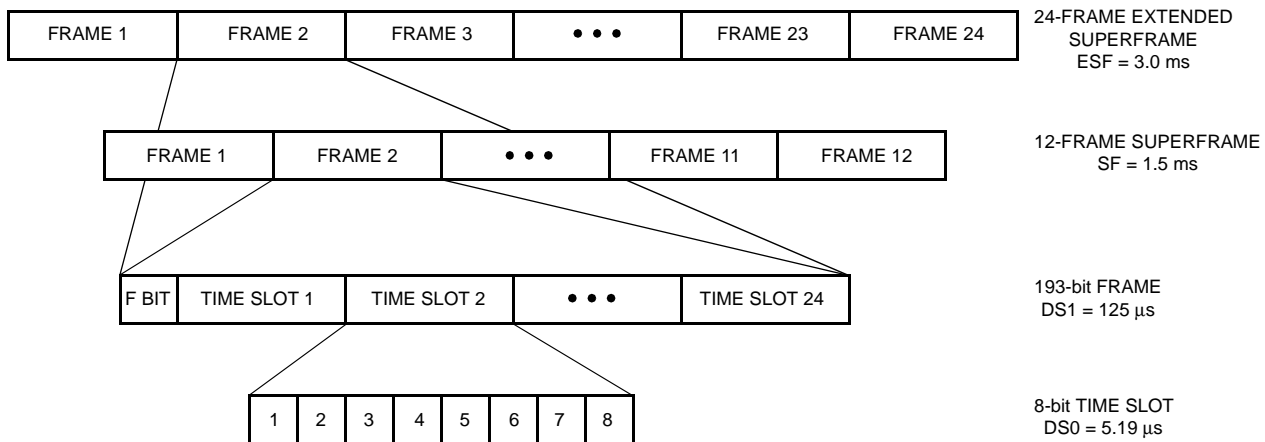 FRAME 1 FRAME 2 FRAME 3 • • • FRAME 23 FRAME 24
24-FRAME EXTENDED
SUPERFRAME
ESF = 3.0 ms
FRAME 1 FRAME 2 • • • FRAME 11 FRAME 12
12-FRAME SUPERFRAME
SF = 1.5 ms
F BIT TIME SLOT 1 TIME SLOT 2 • • • TIME SLOT 24
193-bit FRAME
DS1 = 125 μs
1 2 3 4 5 6 7 8
8-bit TIME SLOT
DS0 = 5.19 μs